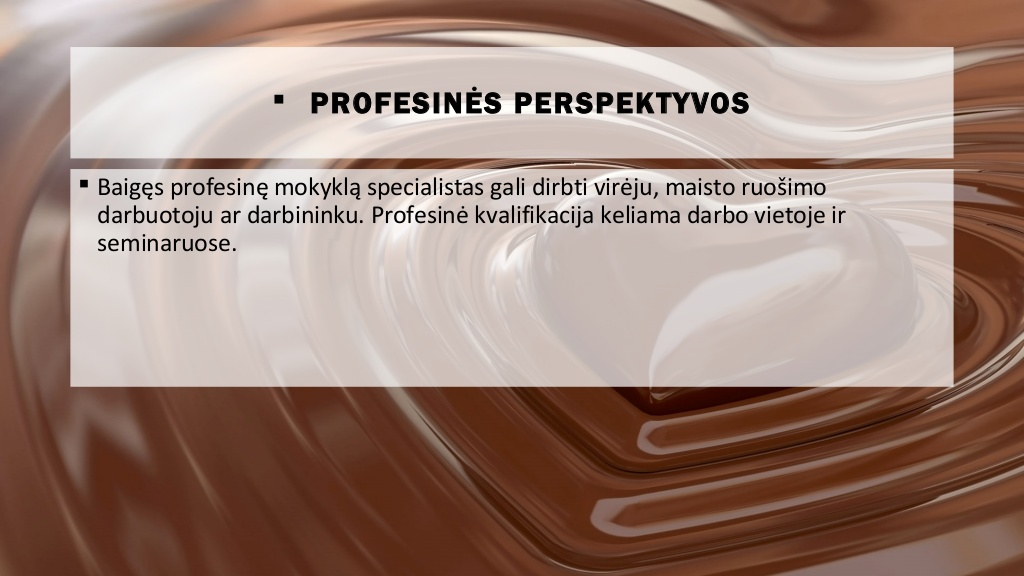 ▪ PROFESINĖS PERSPEKTYVOS
▪ Baigęs profesinę mokyklą specialistas gali dirbti virėju, maisto ruošimo
darbuotoju ar darbininku. Profesinė kvalifikacija keliama darbo vietoje ir
seminaruose.